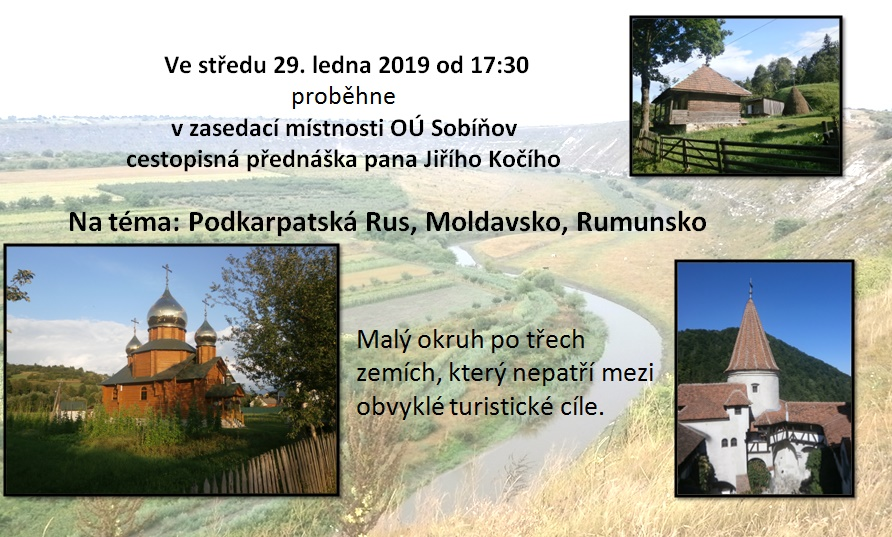 Ve středu 29. ledna 2019 od 17:30
proběhne
v zasedací místnosti OÚ Sobíňov
cestopisná přednáška pana Jiřího Kočího
Na téma: Podkarpatská Rus, Moldavsko, Rumunsko
Malý okruh po třech
zemích, který nepatří mezi
obvyklé turistické cíle.